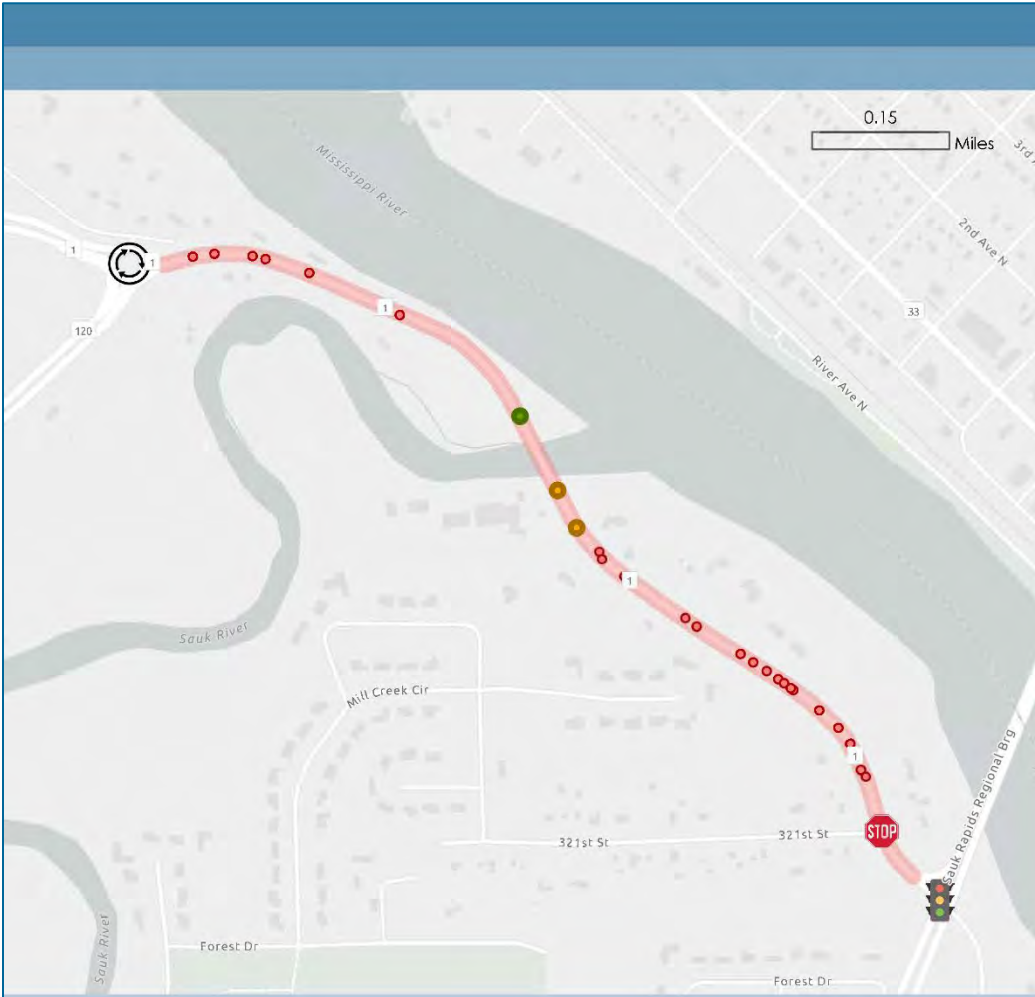 0.15
Miles
3rd
Mississippi River
2nd Ave N
1
1
33
1
120
River Ave N
1
Sauk River
Mill Creek Cir
1
Sauk Rapids Regional Brg
321st St
321st St
STOP
Sauk River
Forest Dr
Forest Dr